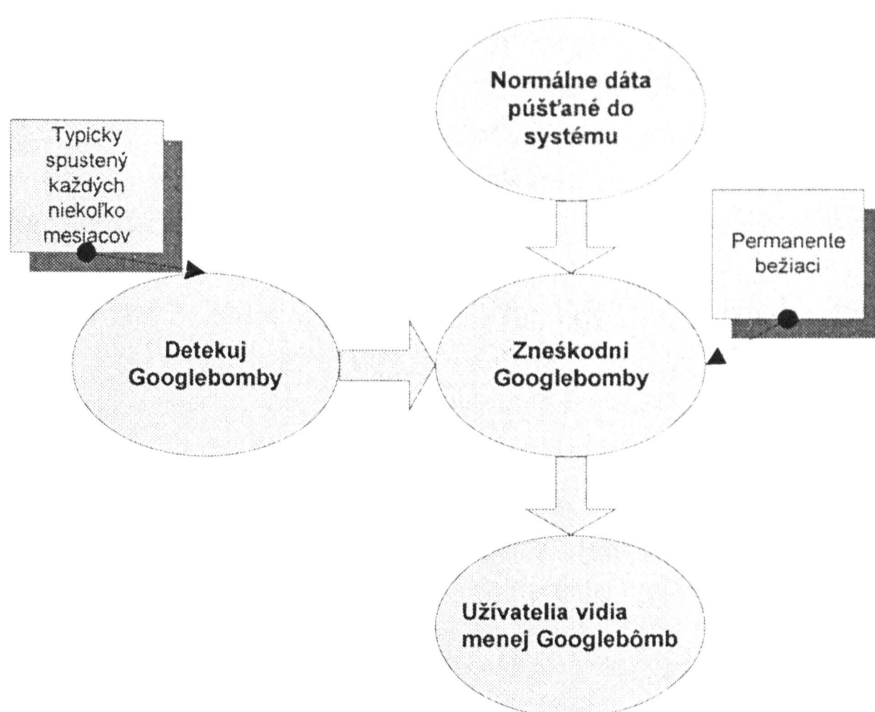 Normálne dáta
púšťané do
systému
Typicky
spustený
každých
niekoľko
mesiacov
Permanente
bežiaci
Detekuj
Googlebomby
Zneškodni
Googlebomby
Užívatelia vidia
menej Googlebômb